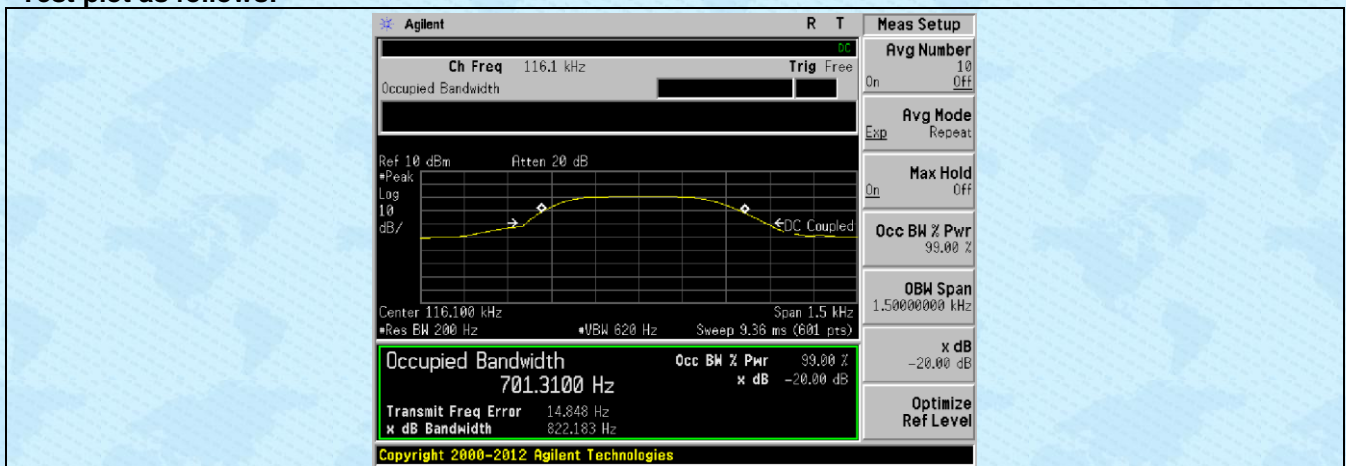 Test plot as follows:
Agilent R T
DC
Ch Freq 116.1 kHz Trig Free
Occupied Bandwidth
Ref 10 dBm Atten 20 dB
#Peak
Log
10
dB/
DC Coupled
Center 116.100 kHz Span 1.5 kHz
#Res BW 200 Hz #VBW 620 Hz Sweep 9.36 ms (601 pts)
Occupied Bandwidth
701.3100 Hz
Occ BW % Pwr 99.00 %
x dB -20.00 dB
Transmit Freq Error 14.848 Hz
x dB Bandwidth 822.183 Hz
Copyright 2000-2012 Agilent Technologies
Meas Setup
Avg Number
10
On Off
Avg Mode
Exp Repeat
Max Hold
On Off
Occ BW % Pwr
99.00 %
OBW Span
1.50000000 kHz
x dB
-20.00 dB
Optimize
Ref Level